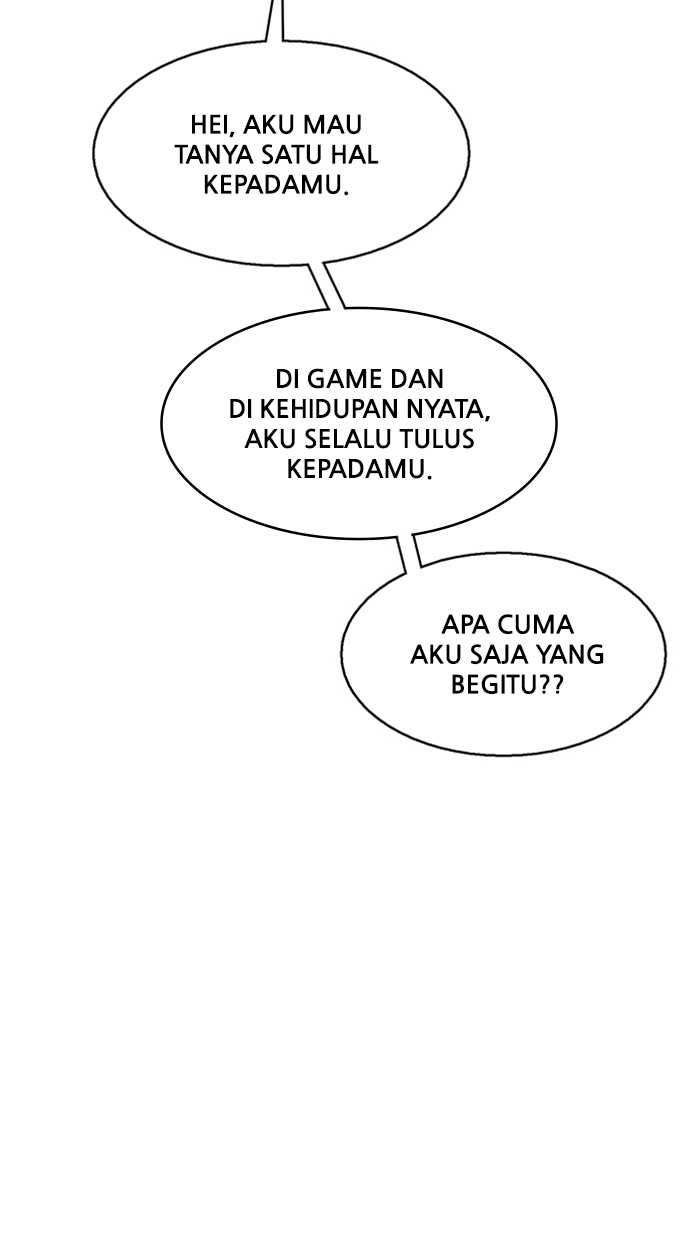 HEI, AKU MAU
TANYA SATU HAL
KEPADAMU.
DI GAME DAN
DI KEHIDUPAN NYATA,
AKU SELALU TULUS
KEPADAMU.
APA CUMA
AKU SAJA YANG
BEGITU??